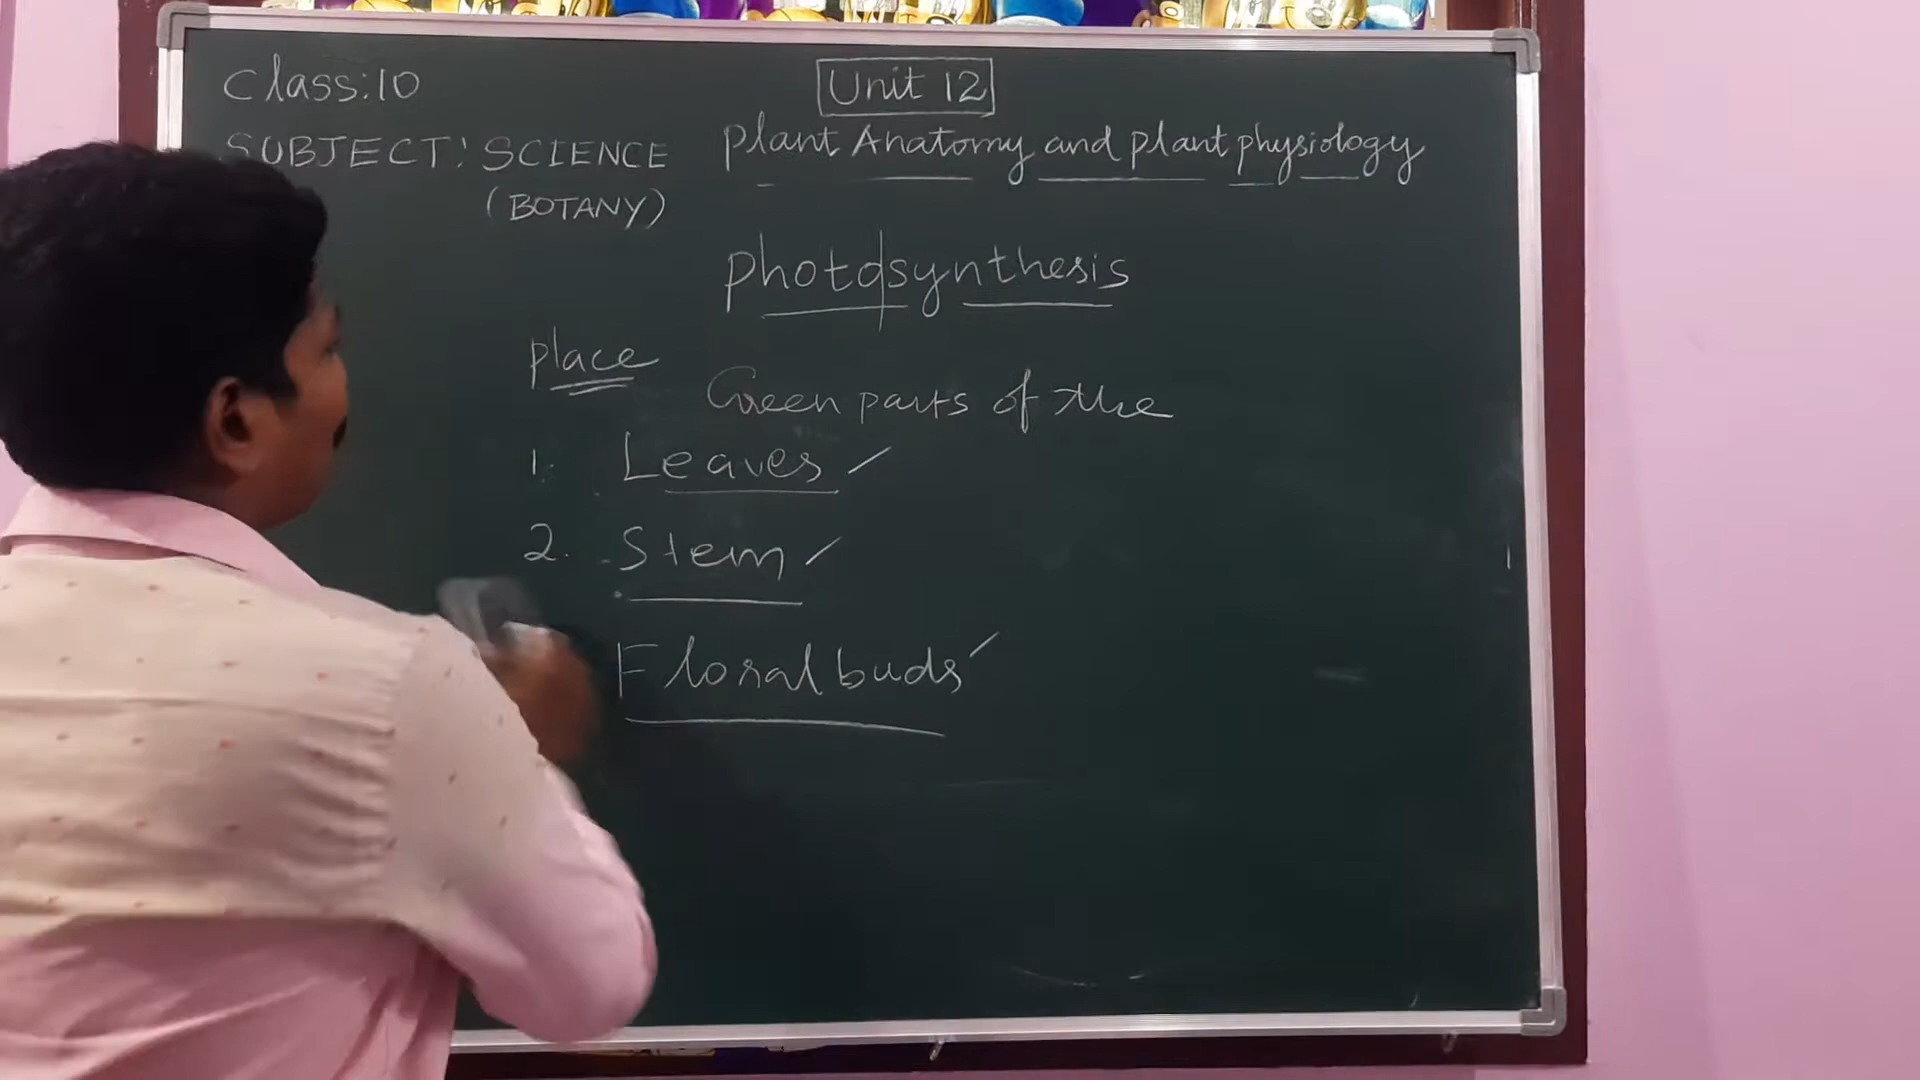 Class:10
Unit 12
SUBJECT: SCIENCE
(BOTANY)
plant Anatomy and plant physiology
photosynthesis
place
Green parts of the
1. Leaves
2. Stem
Floral buds